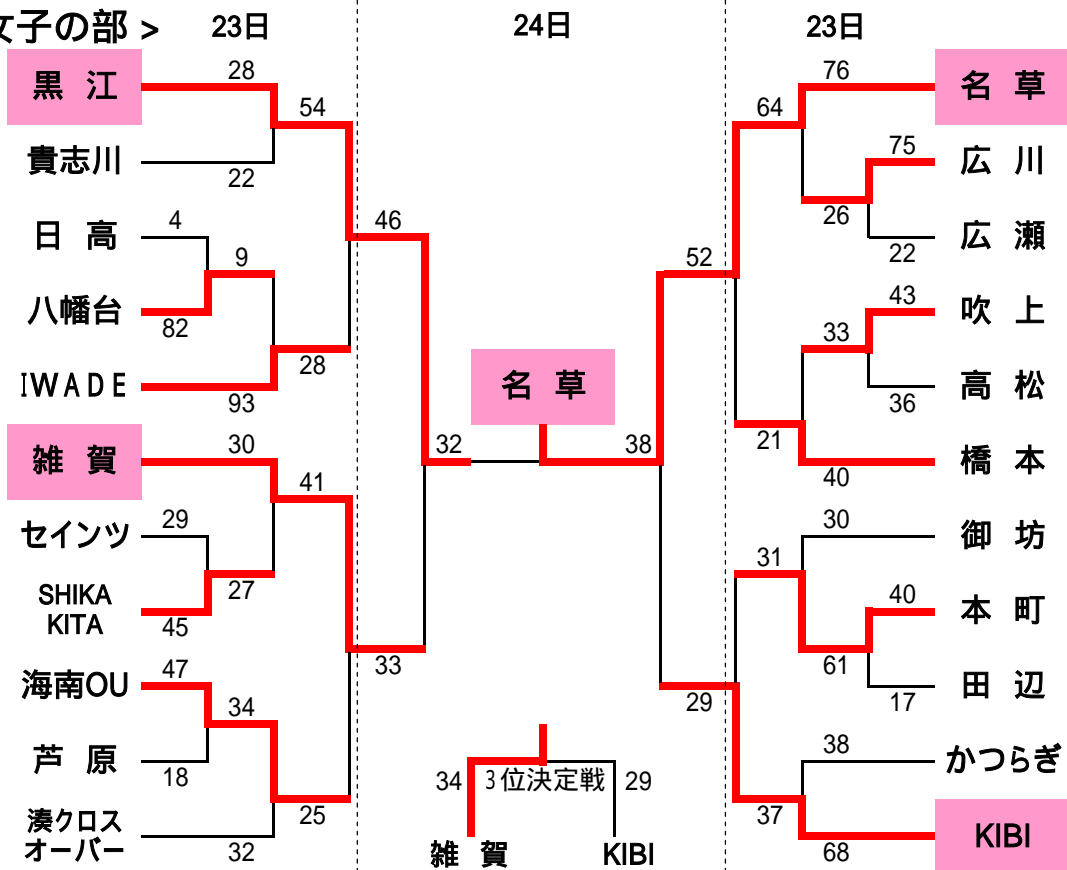 女子の部 >
23日
24日
23日
黒 江
28
54
貴志川
22
日 高
4
9
八幡台
82
IWADE
93
28
46
雑 賀
30
41
セインツ
29
27
SHIKA
KITA
45
33
海南OU
47
34
芦 原
18
25
湊クロス
オーバー
32
名 草
32
38
34
3位決定戦
29
雑 賀
KIBI
76
名 草
64
75
広 川
26
広 瀬
22
52
43
吹 上
33
高 松
36
21
橋 本
40
30
御 坊
31
40
本 町
61
田 辺
17
29
38
かつらぎ
37
KIBI
68